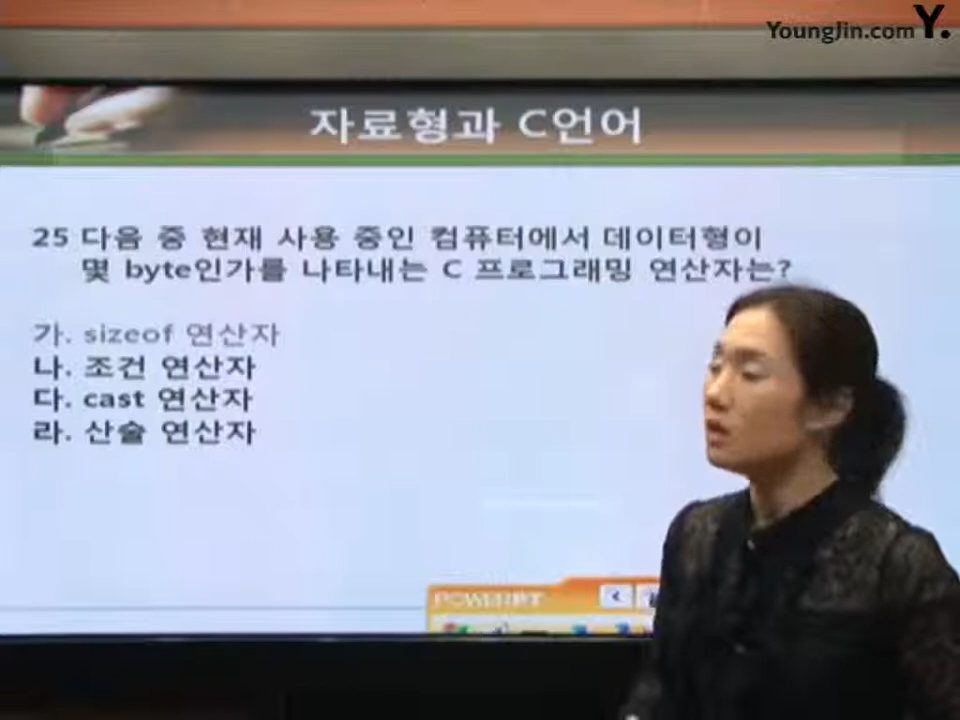 YoungJin.com Y.
자료형과 C언어
25 다음 중 현재 사용 중인 컴퓨터에서 데이터형이
몇 byte인가를 나타내는 C 프로그래밍 연산자는?
가. sizeof 연산자
나. 조건 연산자
다. cast 연산자
라. 산술 연산자
POWERPT